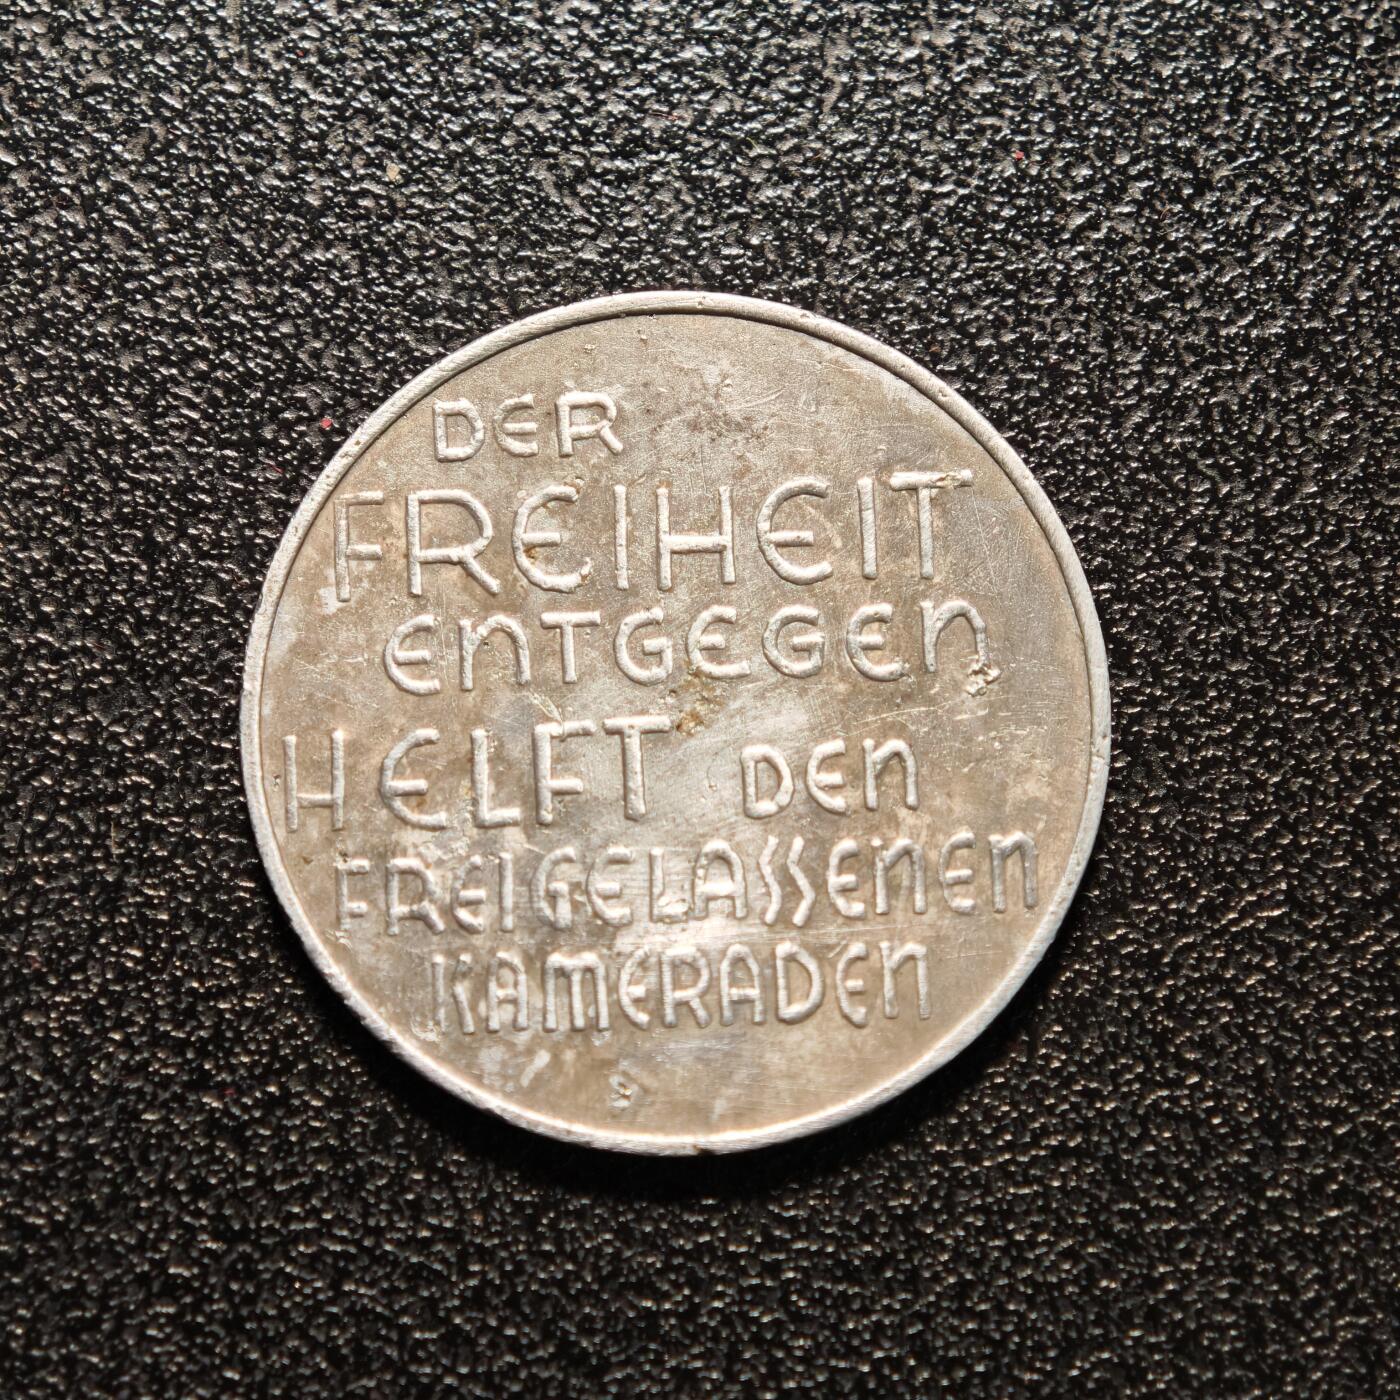 DER
FREIHEIT
ENTGEGEN
HELFT DEN
FREIGELASSENEN
KAMERADEN